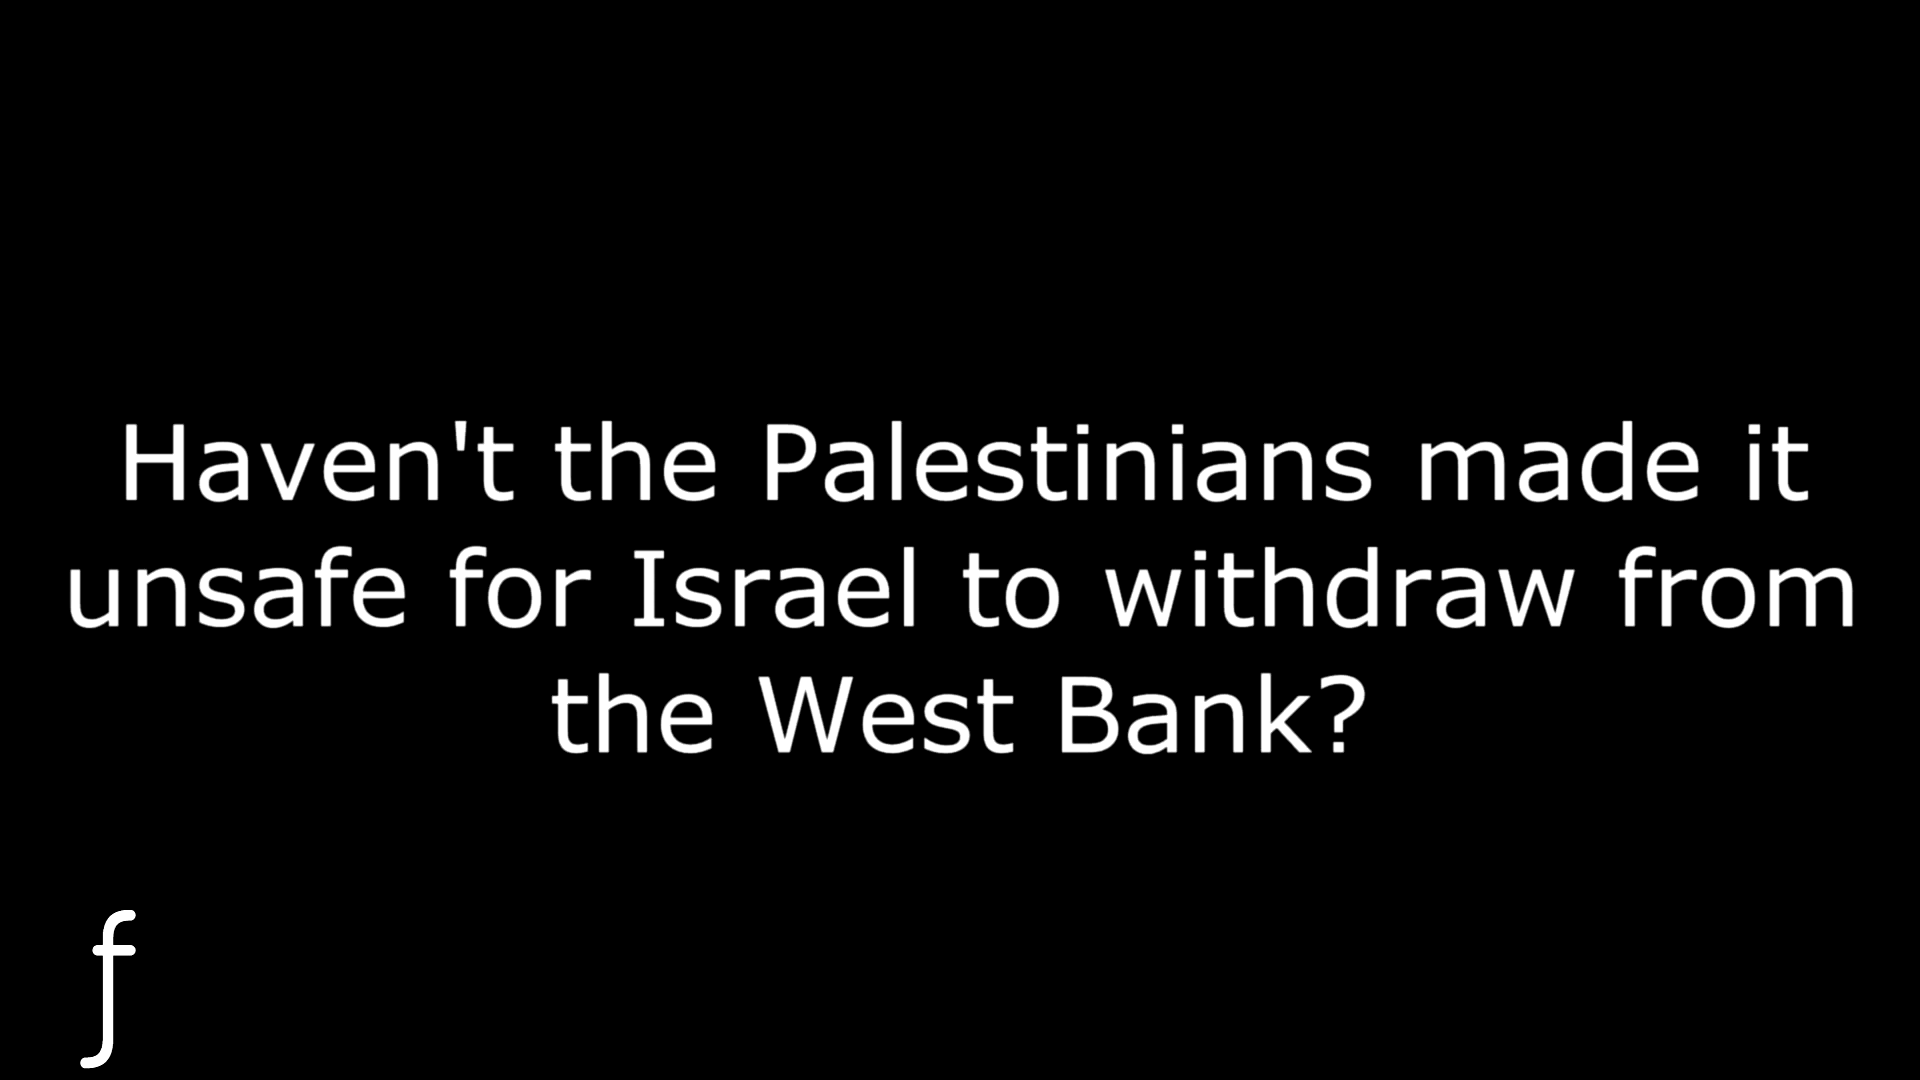 Haven't the Palestinians made it
unsafe for Israel to withdraw from
the West Bank?
f